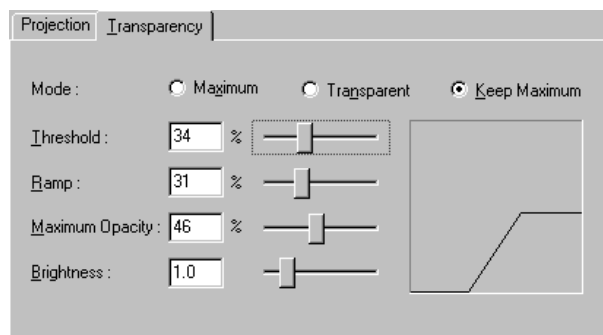 Projection Transparency
Mode : Maximum Transparent Keep Maximum
Threshold : 34 %
Ramp : 31 %
Maximum Opacity : 46 %
Brightness : 1.0